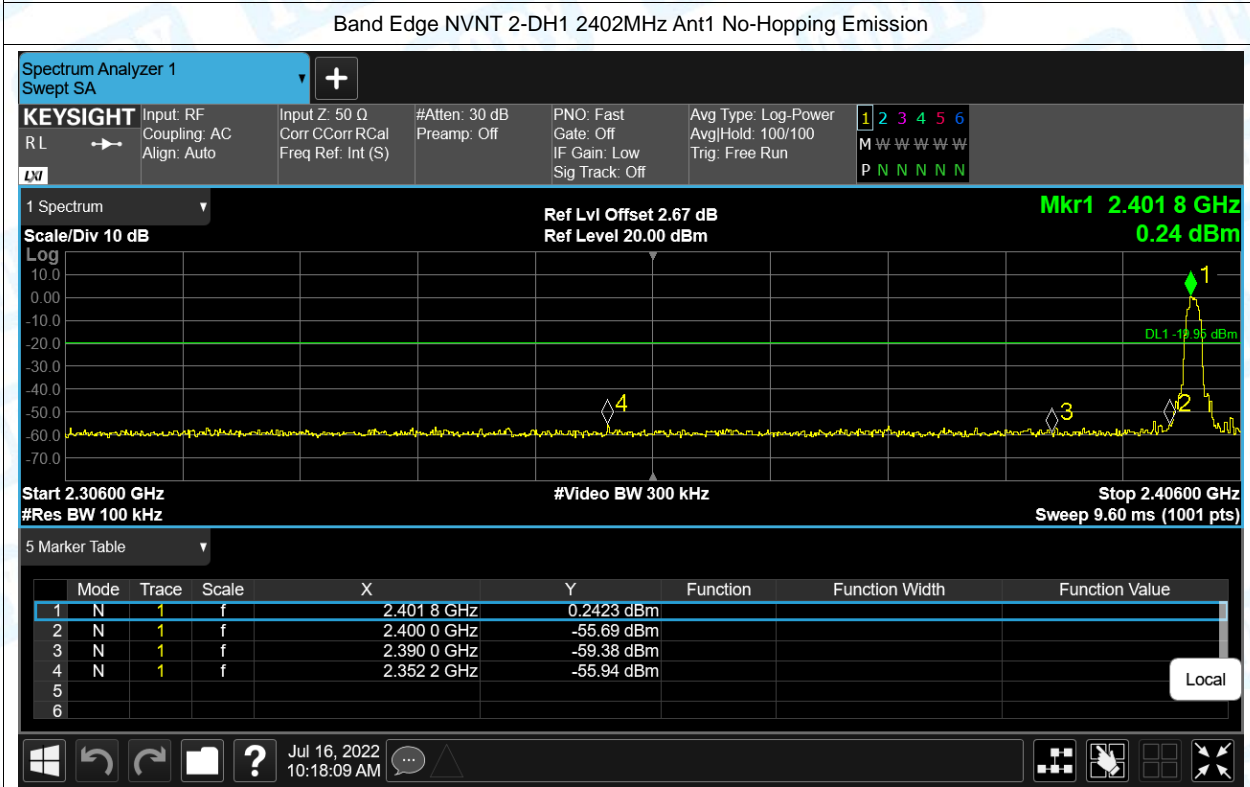 Band Edge NVNT 2-DH1 2402MHz Ant1 No-Hopping Emission
Spectrum Analyzer 1
Swept SA
+
KEYSIGHT
R L
LXI
Input: RF
Coupling: AC
Align: Auto
Input Z: 50 Ω
Corr CCorr RCal
Freq Ref: Int (S)
#Atten: 30 dB
Preamp: Off
PNO: Fast
Gate: Off
IF Gain: Low
Sig Track: Off
Avg Type: Log-Power
Avg|Hold: 100/100
Trig: Free Run
1 2 3 4 5 6
M W W W W W
P N N N N N
1 Spectrum
Scale/Div 10 dB
Ref Lvl Offset 2.67 dB
Ref Level 20.00 dBm
Mkr1 2.401 8 GHz
0.24 dBm
Log
10.0
0.00
-10.0
-20.0
-30.0
-40.0
-50.0
-60.0
-70.0
1
DL1 -19.95 dBm
4
3
2
Start 2.30600 GHz
#Video BW 300 kHz
Stop 2.40600 GHz
#Res BW 100 kHz
Sweep 9.60 ms (1001 pts)
5 Marker Table
Mode Trace Scale X Y Function Function Width Function Value
1 N 1 f 2.401 8 GHz 0.2423 dBm
2 N 1 f 2.400 0 GHz -55.69 dBm
3 N 1 f 2.390 0 GHz -59.38 dBm
4 N 1 f 2.352 2 GHz -55.94 dBm
5
6
Local
?
Jul 16, 2022
10:18:09 AM